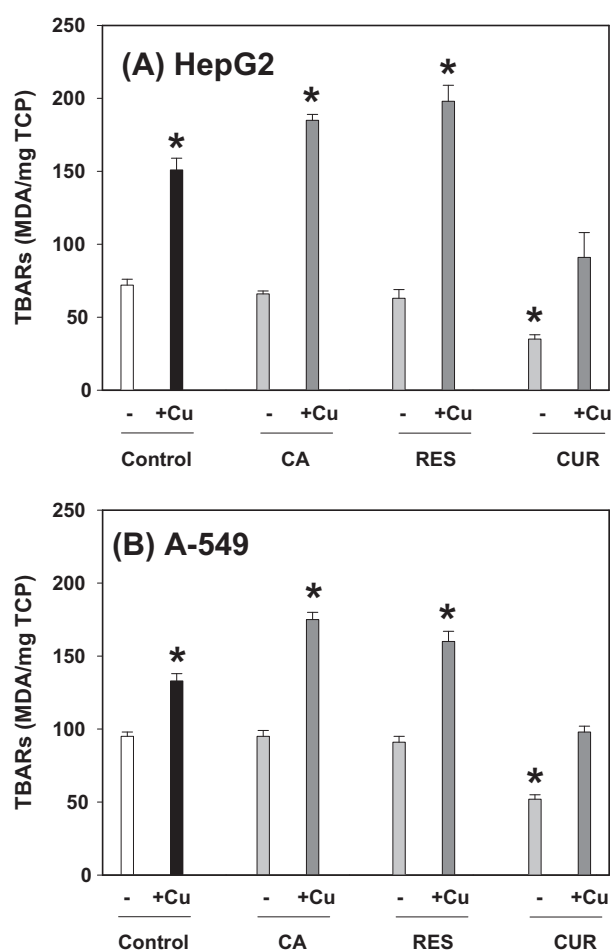 250
(A) HepG2
*
*
*
200
150
100
*
50
0
TBARs (MDA/mg TCP)
- +Cu - +Cu - +Cu - +Cu
Control CA RES CUR
250
(B) A-549
*
*
*
200
150
100
*
50
0
TBARs (MDA/mg TCP)
- +Cu - +Cu - +Cu - +Cu
Control CA RES CUR